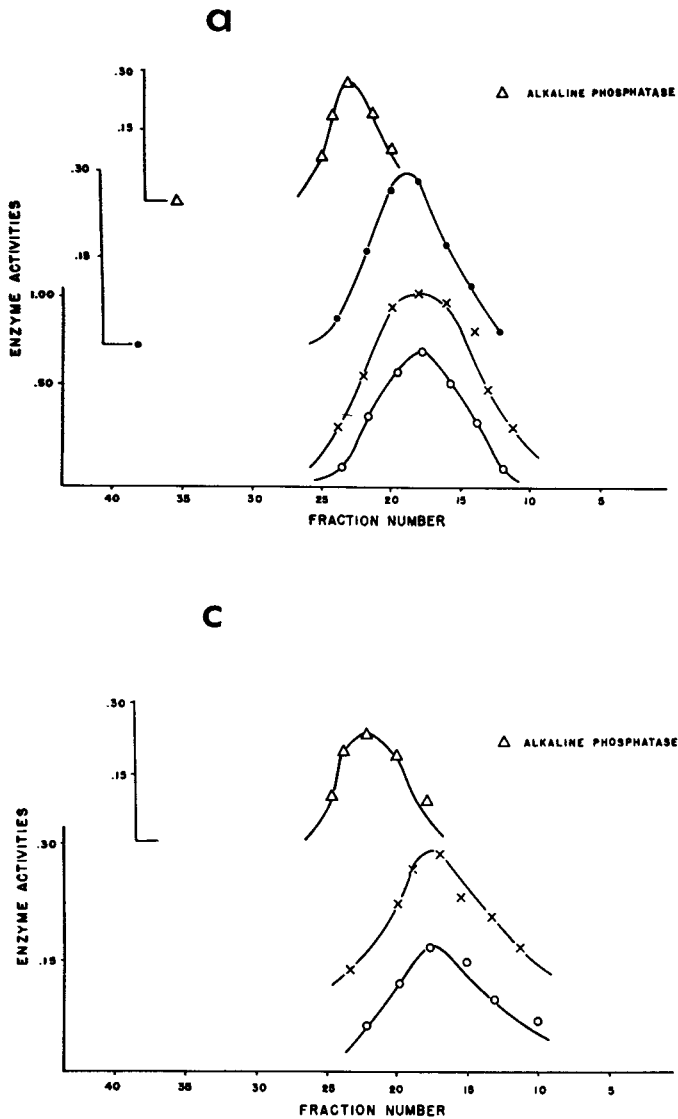 a
△ ALKALINE PHOSPHATASE
.30
.15
.30
.15
1.00
.50
ENZYME ACTIVITIES
40 35 30 25 20 15 10 5
FRACTION NUMBER
c
△ ALKALINE PHOSPHATASE
.30
.15
.30
.15
ENZYME ACTIVITIES
40 35 30 25 20 15 10 5
FRACTION NUMBER